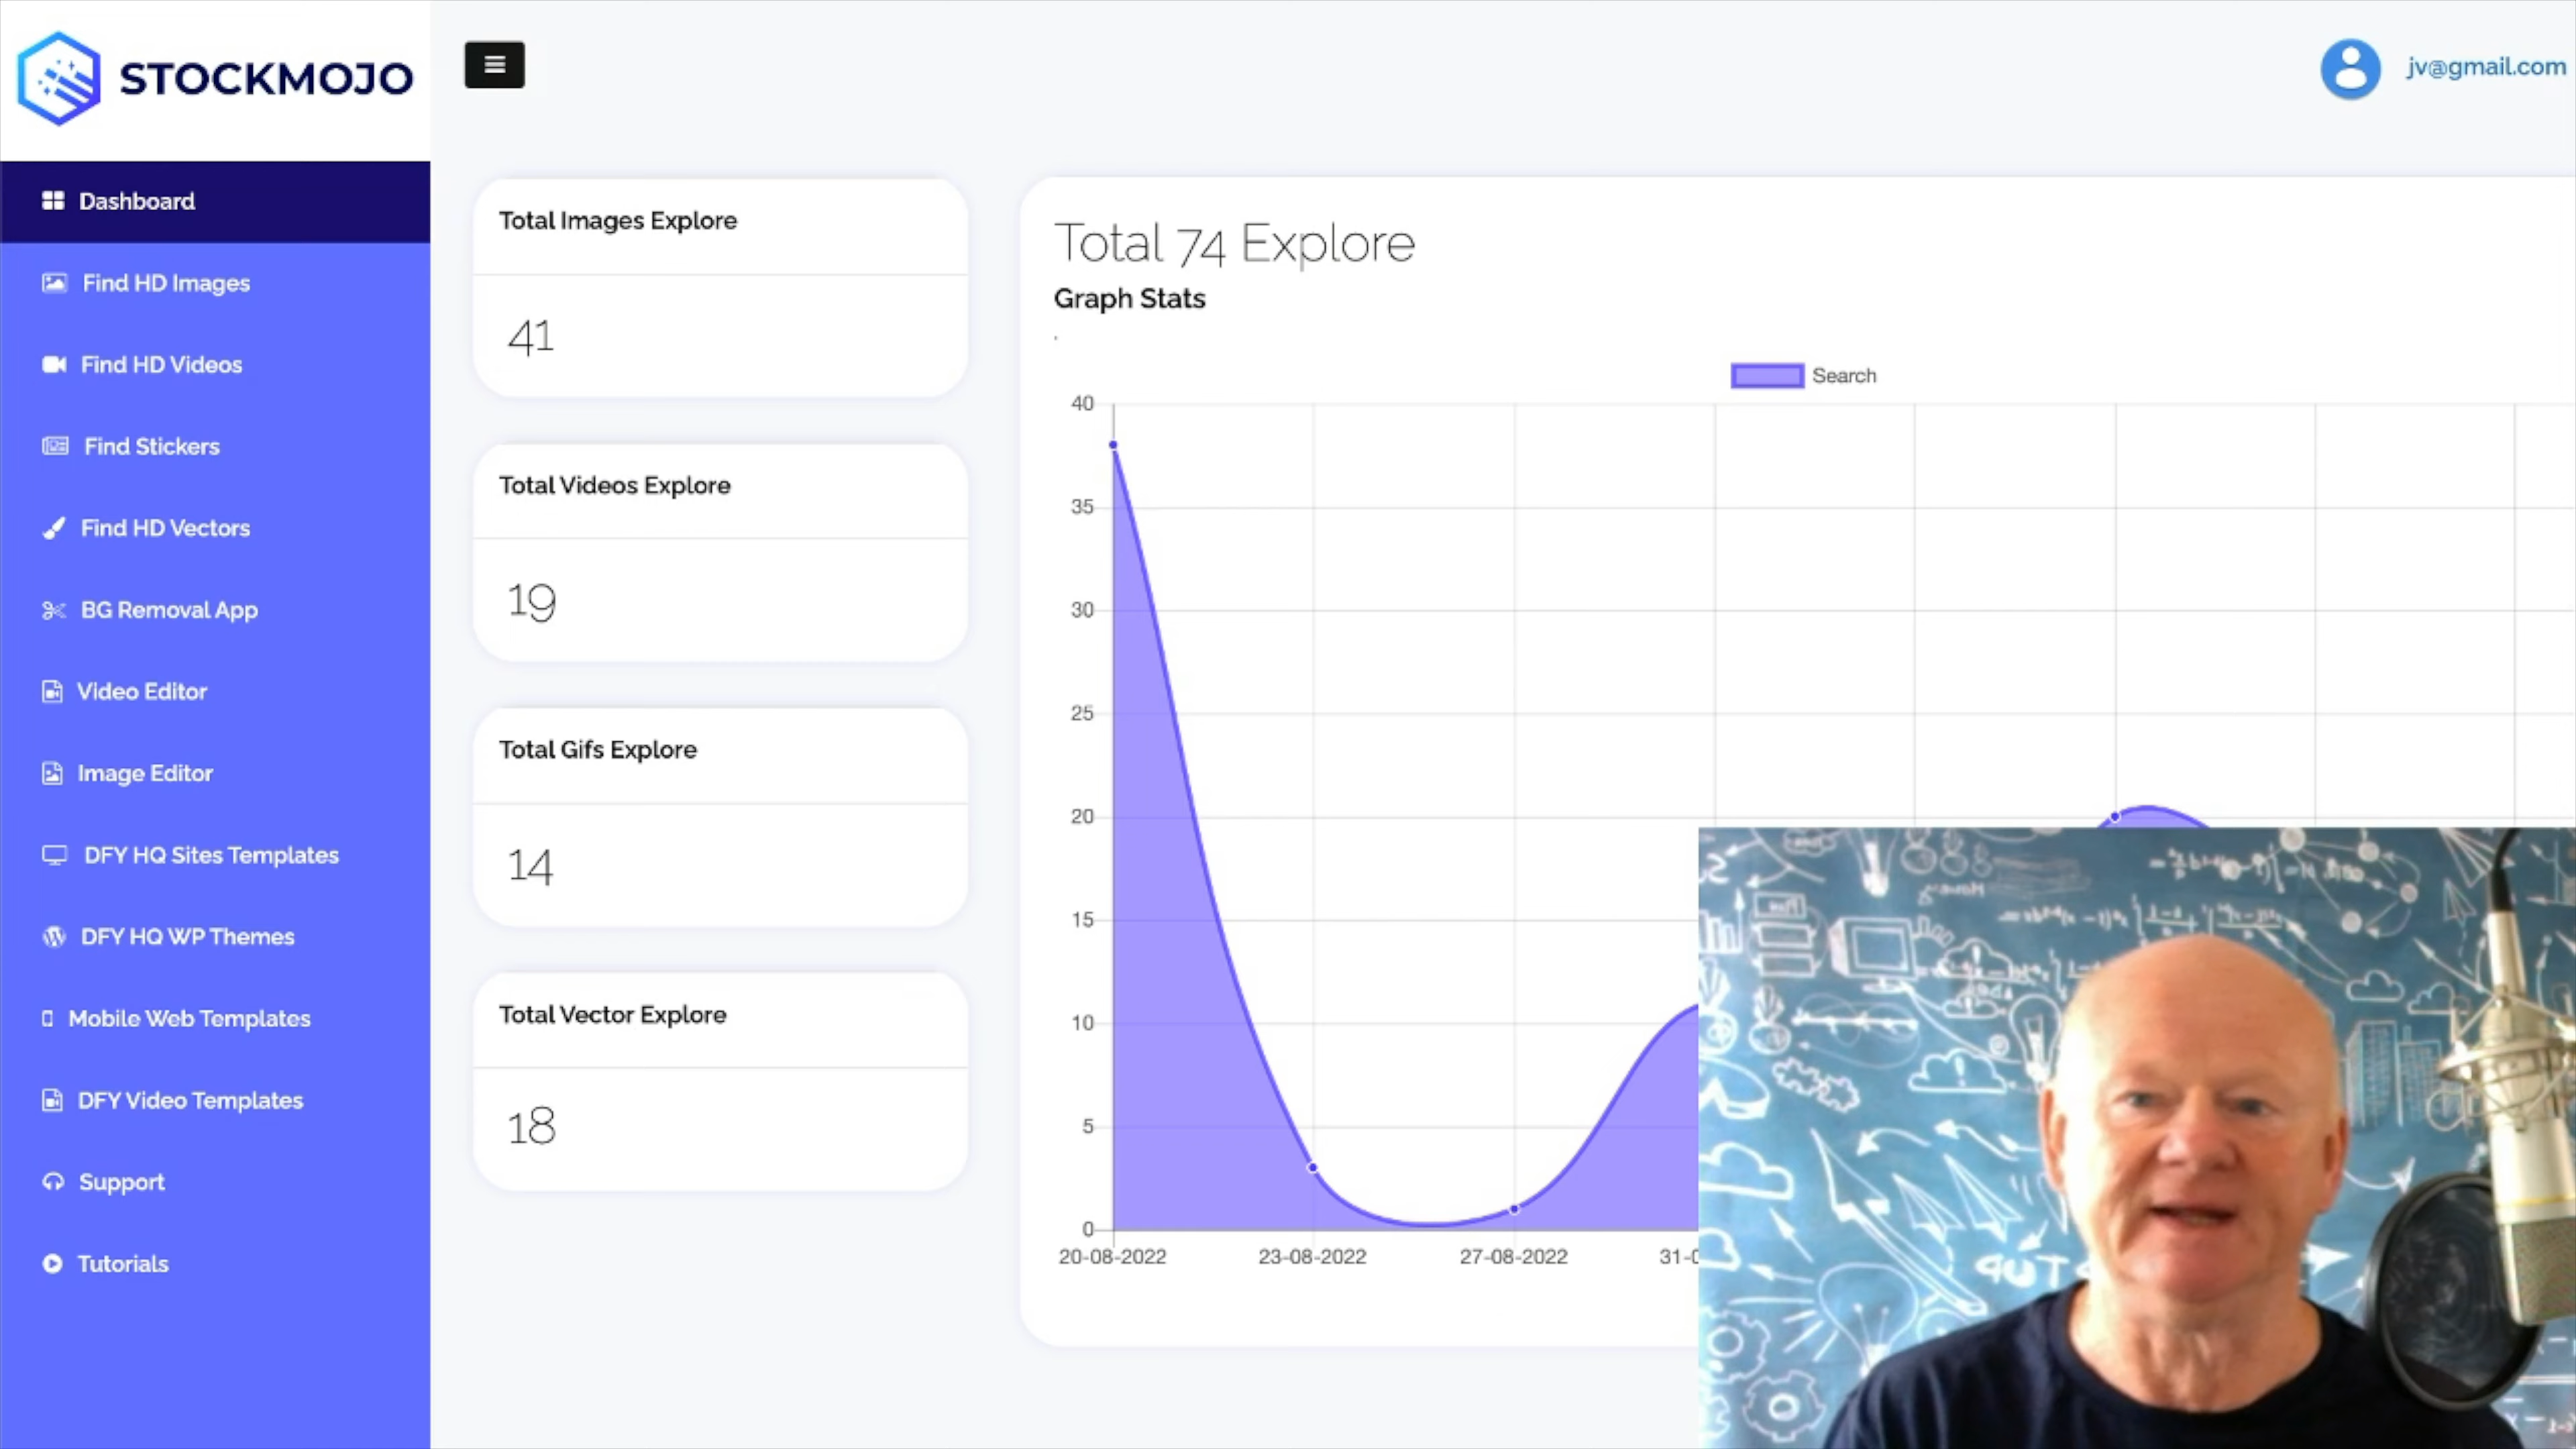 STOCKMOJO
jv@gmail.com
Dashboard
Find HD Images
Find HD Videos
Find Stickers
Find HD Vectors
BG Removal App
Video Editor
Image Editor
DFY HQ Sites Templates
DFY HQ WP Themes
Mobile Web Templates
DFY Video Templates
Support
Tutorials
Total Images Explore
41
Total Videos Explore
19
Total Gifs Explore
14
Total Vector Explore
18
Total 74 Explore
Graph Stats
Search
40
35
30
25
20
15
10
5
0
20-08-2022
23-08-2022
27-08-2022